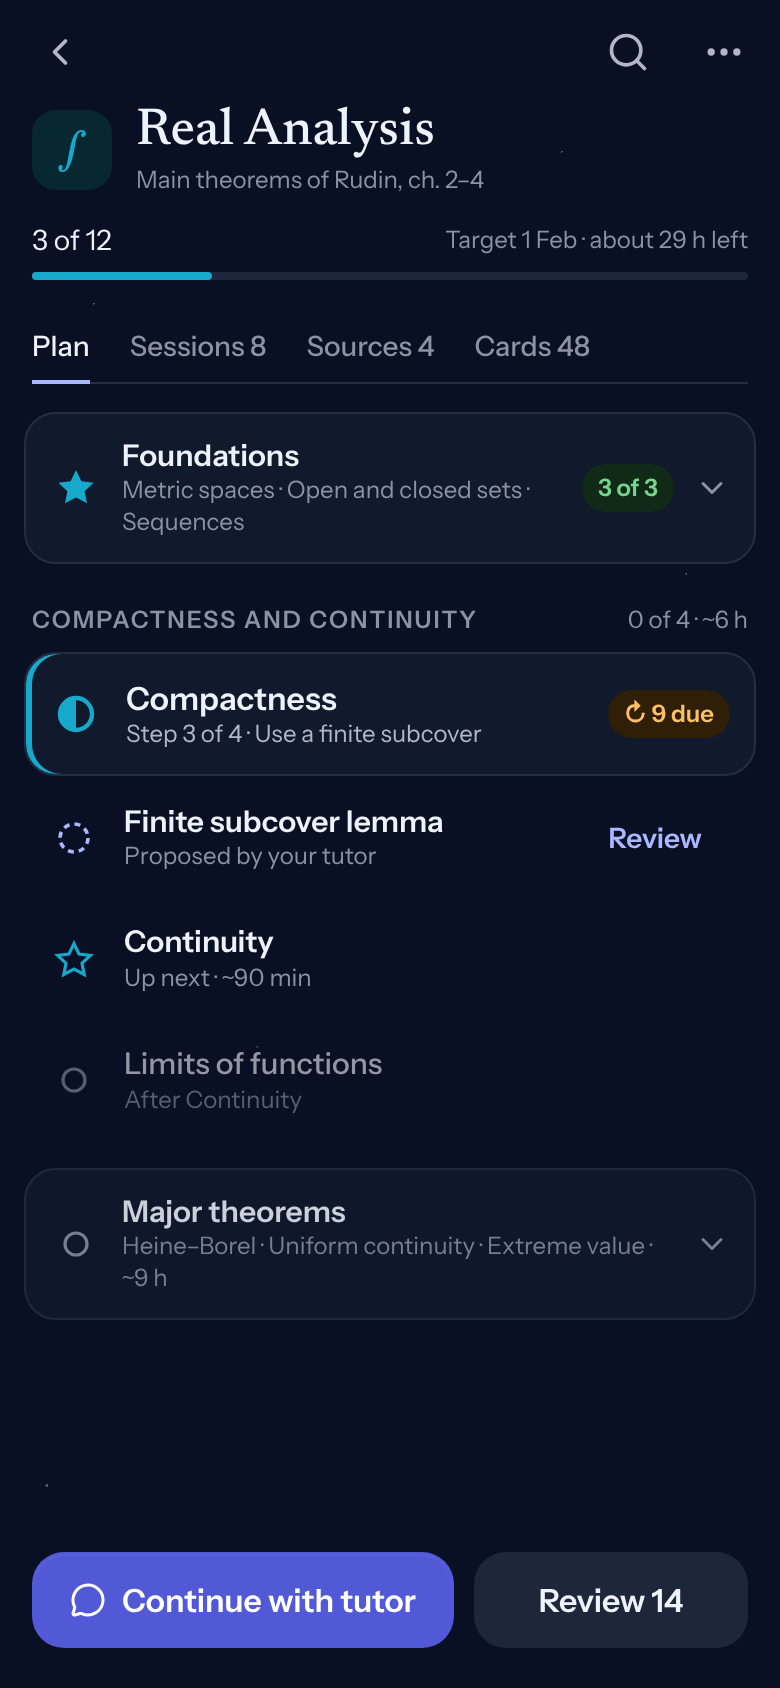 ∫
Real Analysis
Main theorems of Rudin, ch. 2–4
3 of 12
Target 1 Feb · about 29 h left
Plan
Sessions 8
Sources 4
Cards 48
Foundations
Metric spaces · Open and closed sets ·
Sequences
3 of 3
COMPACTNESS AND CONTINUITY
0 of 4 · ~6 h
Compactness
Step 3 of 4 · Use a finite subcover
↻ 9 due
Finite subcover lemma
Proposed by your tutor
Review
Continuity
Up next · ~90 min
Limits of functions
After Continuity
Major theorems
Heine–Borel · Uniform continuity · Extreme value ·
~9 h
Continue with tutor
Review 14